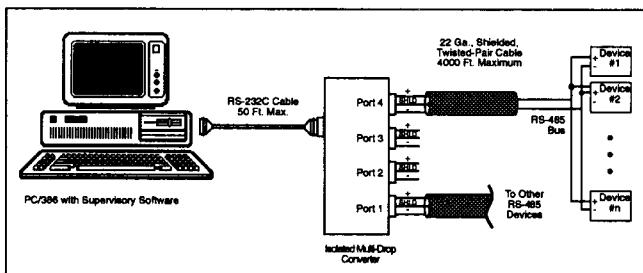 22 Ga., Shielded,
Twisted-Pair Cable
4000 Ft. Maximum
RS-232C Cable
50 Ft. Max.
Port 4
+
SHLD
-
Port 3
+
SHLD
-
Port 2
+
SHLD
-
Port 1
+
SHLD
-
RS-485
Bus
+
-
Device
#1
+
-
Device
#2
+
-
Device
#n
To Other
RS-485
Devices
PC/386 with Supervisory Software
Isolated Multi-Drop
Converter